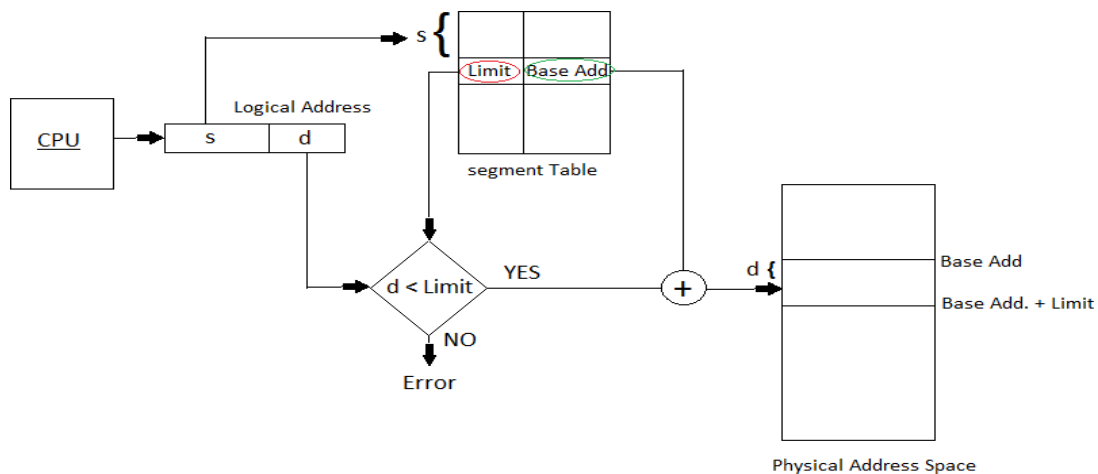 s {
Limit
Base Add
Logical Address
CPU
s
d
segment Table
d < Limit
YES
+
d {
Base Add
Base Add. + Limit
NO
Error
Physical Address Space